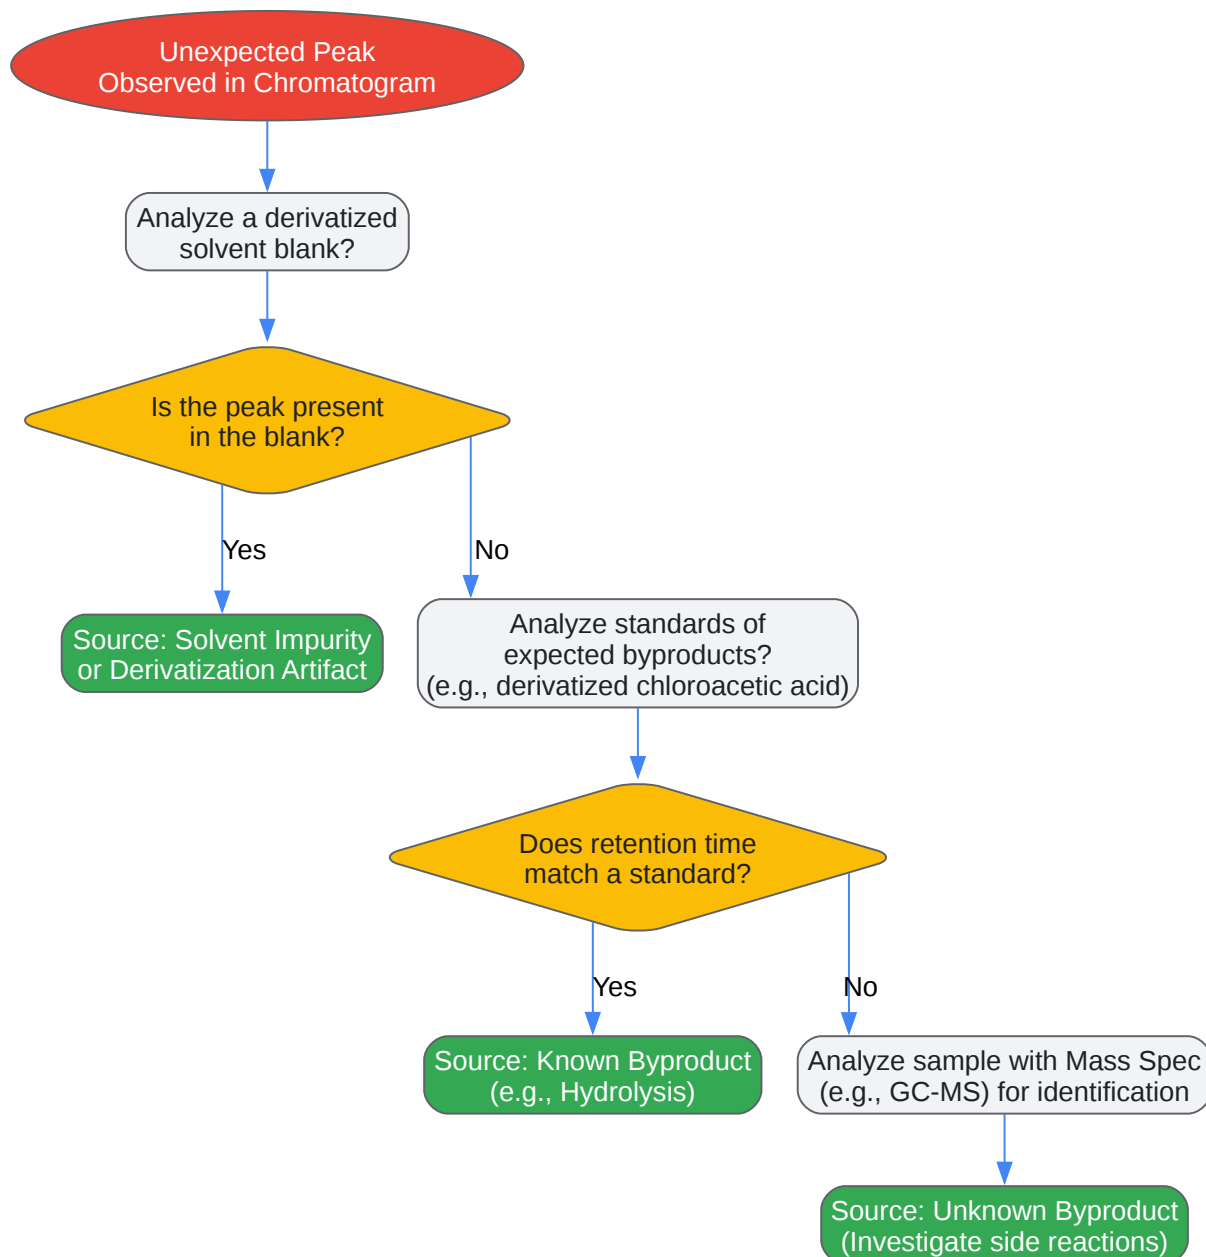 Unexpected Peak
Observed in Chromatogram
Analyze a derivatized
solvent blank?
Is the peak present
in the blank?
Yes
No
Source: Solvent Impurity
or Derivatization Artifact
Analyze standards of
expected byproducts?
(e.g., derivatized chloroacetic acid)
Does retention time
match a standard?
Yes
No
Source: Known Byproduct
(e.g., Hydrolysis)
Analyze sample with Mass Spec
(e.g., GC-MS) for identification
Source: Unknown Byproduct
(Investigate side reactions)